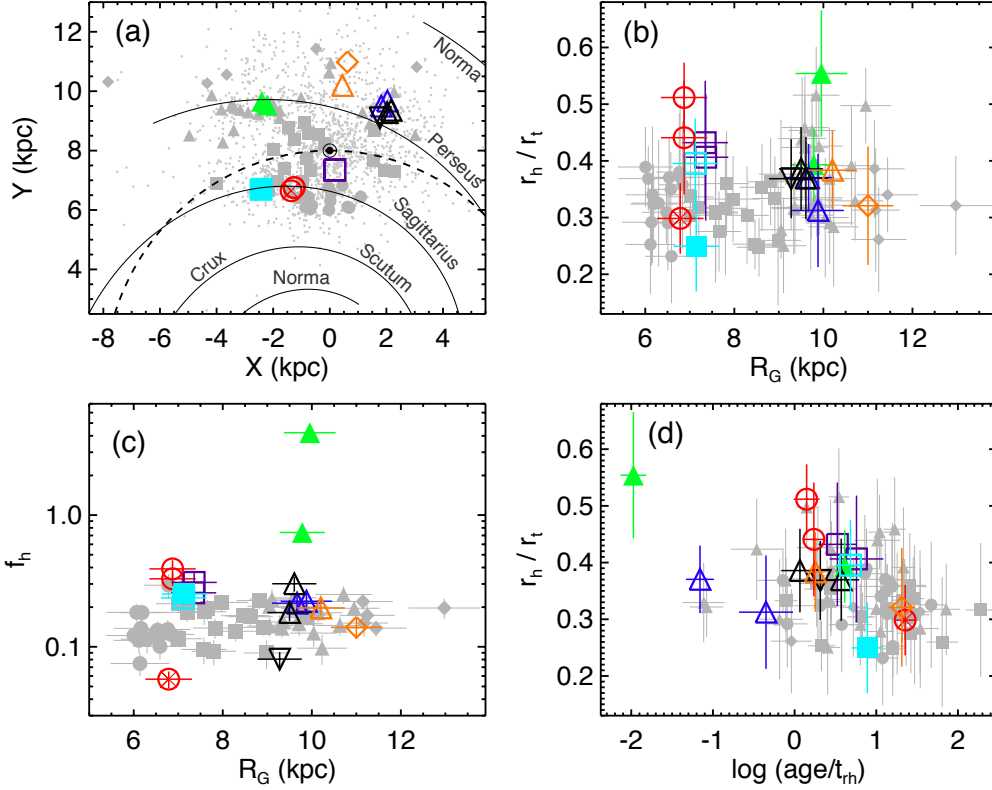 (a)
Norma
Perseus
Sagittarius
Scutum
Crux
Norma
12
10
8
6
4
Y (kpc)
-8 -6 -4 -2 0 2 4
X (kpc)
(b)
0.6
0.5
0.4
0.3
0.2
r_h / r_t
6 8 10 12
R_G (kpc)
(c)
1.0
0.1
f_h
6 8 10 12
R_G (kpc)
(d)
0.6
0.5
0.4
0.3
0.2
r_h / r_t
-2 -1 0 1 2
log (age/t_rh)